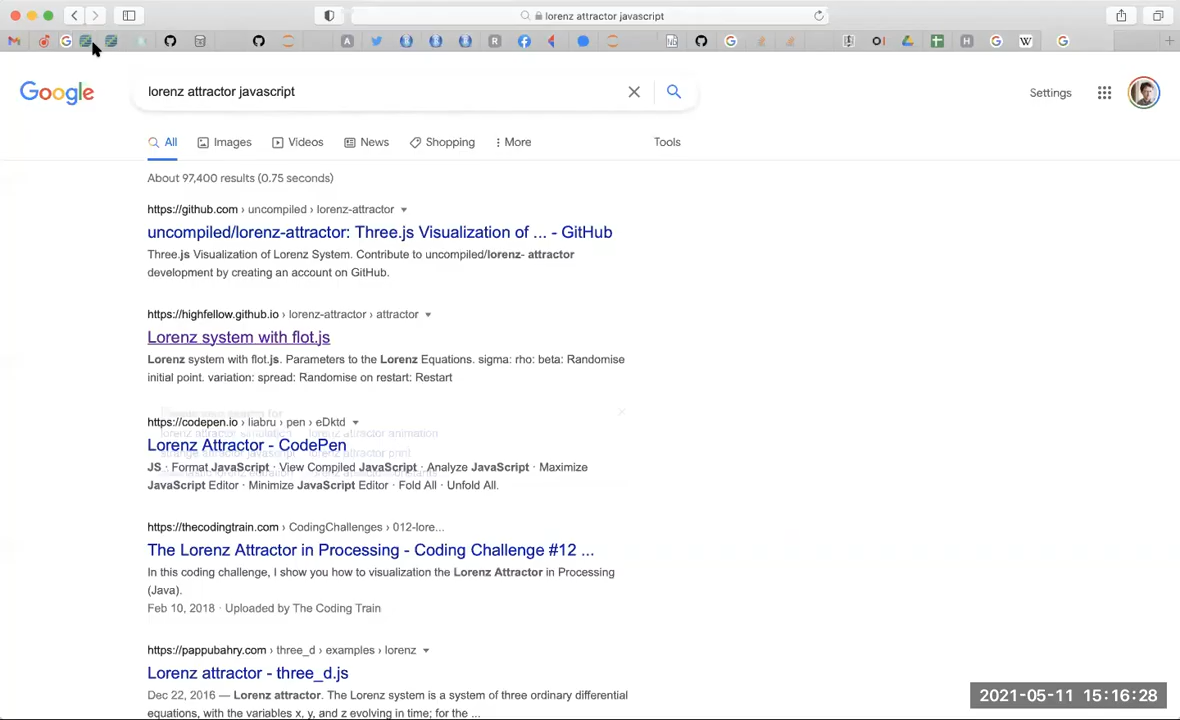 lorenz attractor javascript
A
R
Nb
H
G
W
Google
lorenz attractor javascript
Settings
All
Images
Videos
News
Shopping
More
Tools
About 97,400 results (0.75 seconds)
https://github.com › uncompiled › lorenz-attractor
uncompiled/lorenz-attractor: Three.js Visualization of ... - GitHub
Three.js Visualization of Lorenz System. Contribute to uncompiled/lorenz- attractor
development by creating an account on GitHub.
https://highfellow.github.io › lorenz-attractor › attractor
Lorenz system with flot.js
Lorenz system with flot.js. Parameters to the Lorenz Equations. sigma: rho: beta: Randomise
initial point. variation: spread: Randomise on restart: Restart
https://codepen.io › liabru › pen › eDktd
Lorenz Attractor - CodePen
JS · Format JavaScript · View Compiled JavaScript · Analyze JavaScript · Maximize
JavaScript Editor · Minimize JavaScript Editor · Fold All · Unfold All.
https://thecodingtrain.com › CodingChallenges › 012-lore...
The Lorenz Attractor in Processing - Coding Challenge #12 ...
In this coding challenge, I show you how to visualization the Lorenz Attractor in Processing
(Java).
Feb 10, 2018 · Uploaded by The Coding Train
https://pappubahry.com › three_d › examples › lorenz
Lorenz attractor - three_d.js
Dec 22, 2016 — Lorenz attractor. The Lorenz system is a system of three ordinary differential
equations, with the variables x, y, and z evolving in time; for the ...
2021-05-11 15:16:28